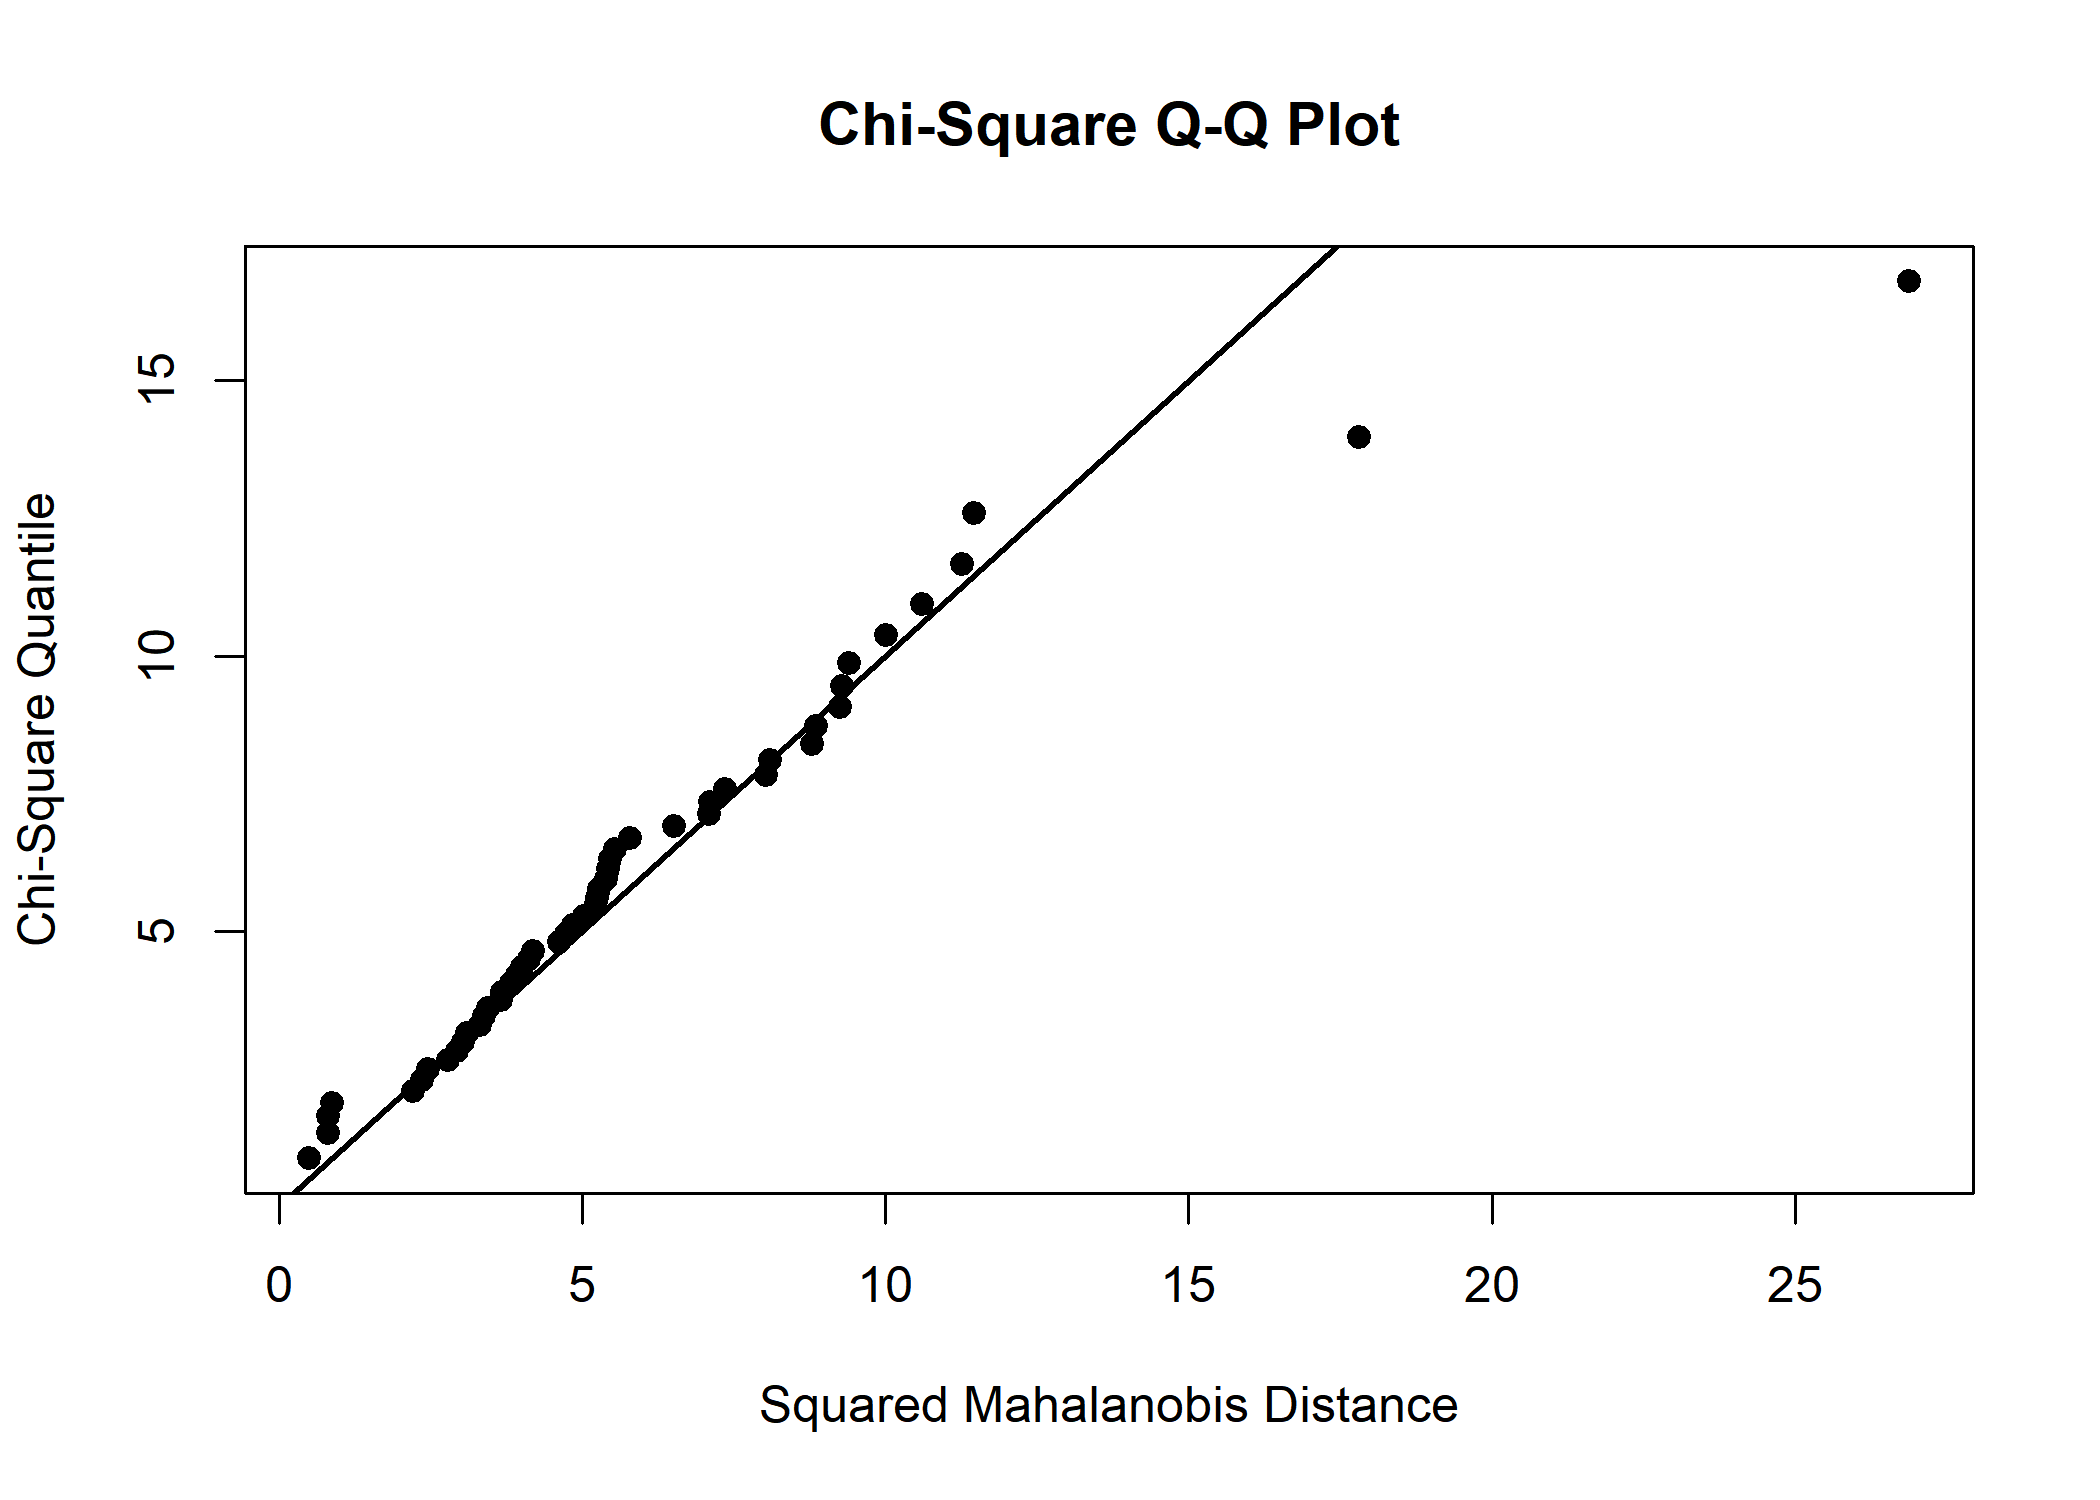 Chi-Square Q-Q Plot
Chi-Square Quantile
15
10
5
0 5 10 15 20 25
Squared Mahalanobis Distance